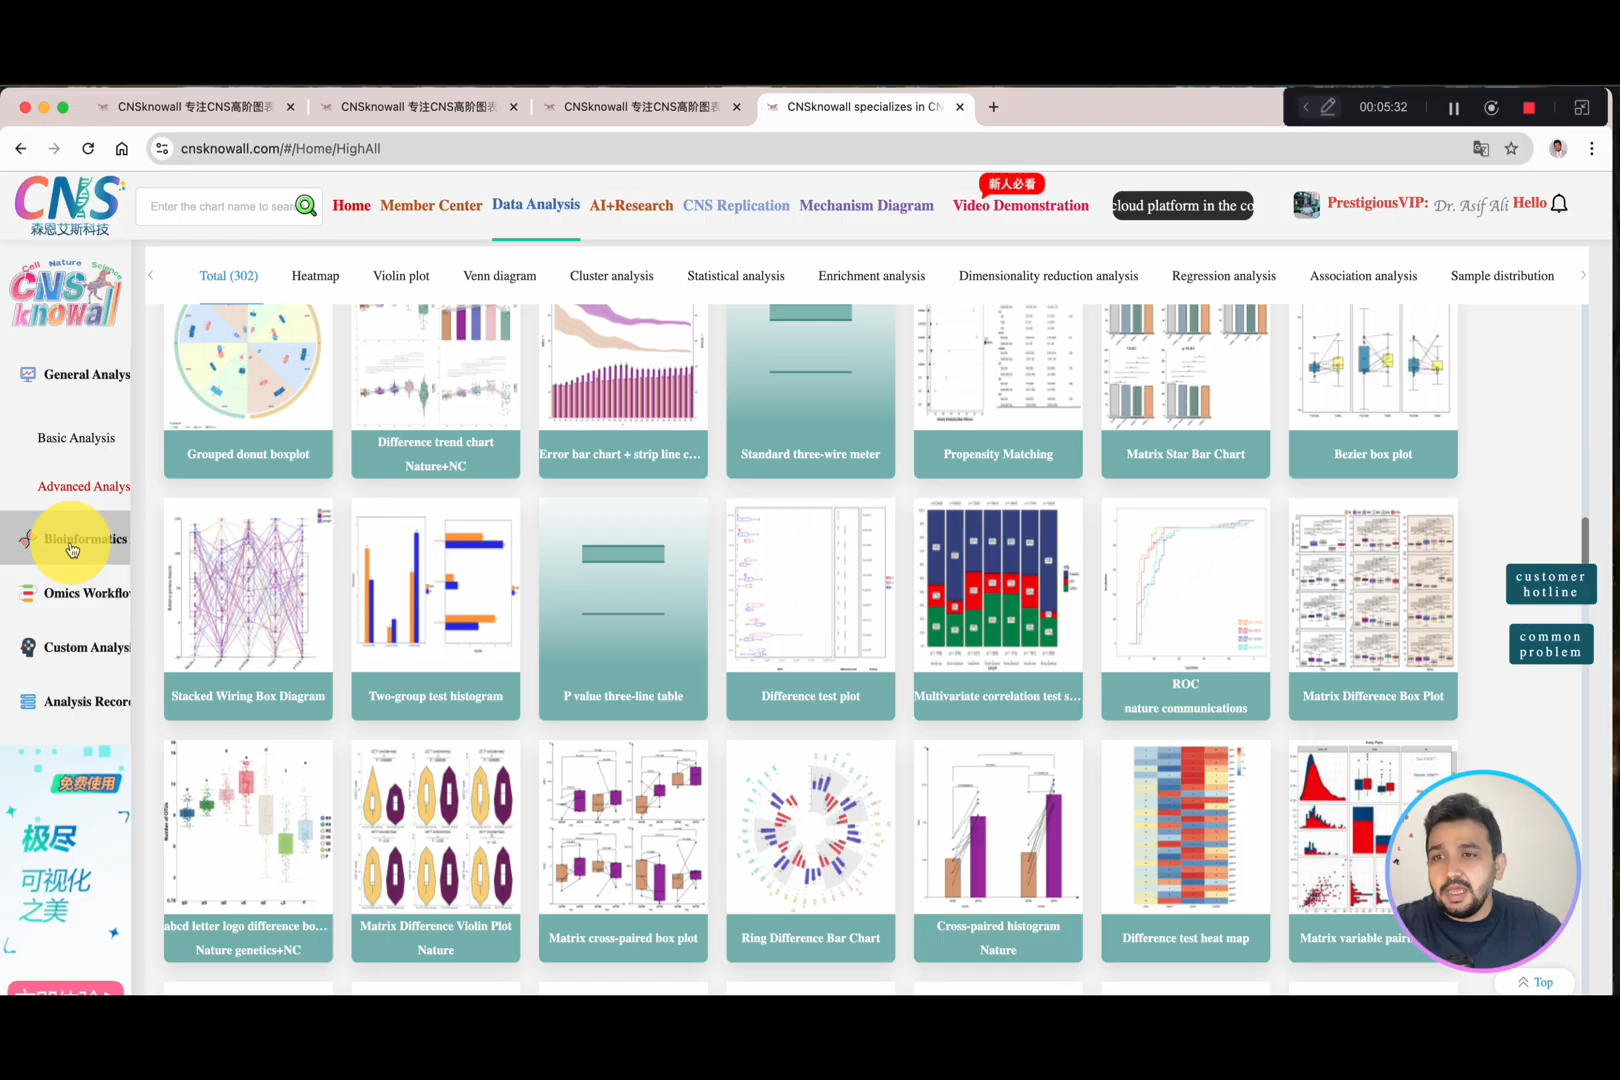 CNSknowall 专注CNS高阶图表
CNSknowall 专注CNS高阶图表
CNSknowall 专注CNS高阶图表
CNSknowall specializes in CN
00:05:32
cnsknowall.com/#/Home/HighAll
CNS
森恩艾斯科技
Enter the chart name to sear
Home
Member Center
Data Analysis
AI+Research
CNS Replication
Mechanism Diagram
新人必看
Video Demonstration
cloud platform in the co
PrestigiousVIP:
Dr. Asif Ali
Hello
Cell Nature Science
CNS
knowall
General Analys
Basic Analysis
Advanced Analys
Bioinformatics
Omics Workflo
Custom Analysi
Analysis Recor
免费使用
极尽
可视化
之美
Total (302)
Heatmap
Violin plot
Venn diagram
Cluster analysis
Statistical analysis
Enrichment analysis
Dimensionality reduction analysis
Regression analysis
Association analysis
Sample distribution
Grouped donut boxplot
Difference trend chart
Nature+NC
Error bar chart + strip line c...
Standard three-wire meter
Propensity Matching
Matrix Star Bar Chart
Bezier box plot
Stacked Wiring Box Diagram
Two-group test histogram
P value three-line table
Difference test plot
Multivariate correlation test s...
ROC
nature communications
Matrix Difference Box Plot
abcd letter logo difference bo...
Nature genetics+NC
Matrix Difference Violin Plot
Nature
Matrix cross-paired box plot
Ring Difference Bar Chart
Cross-paired histogram
Nature
Difference test heat map
Matrix variable pair
customer
hotline
common
problem
Top